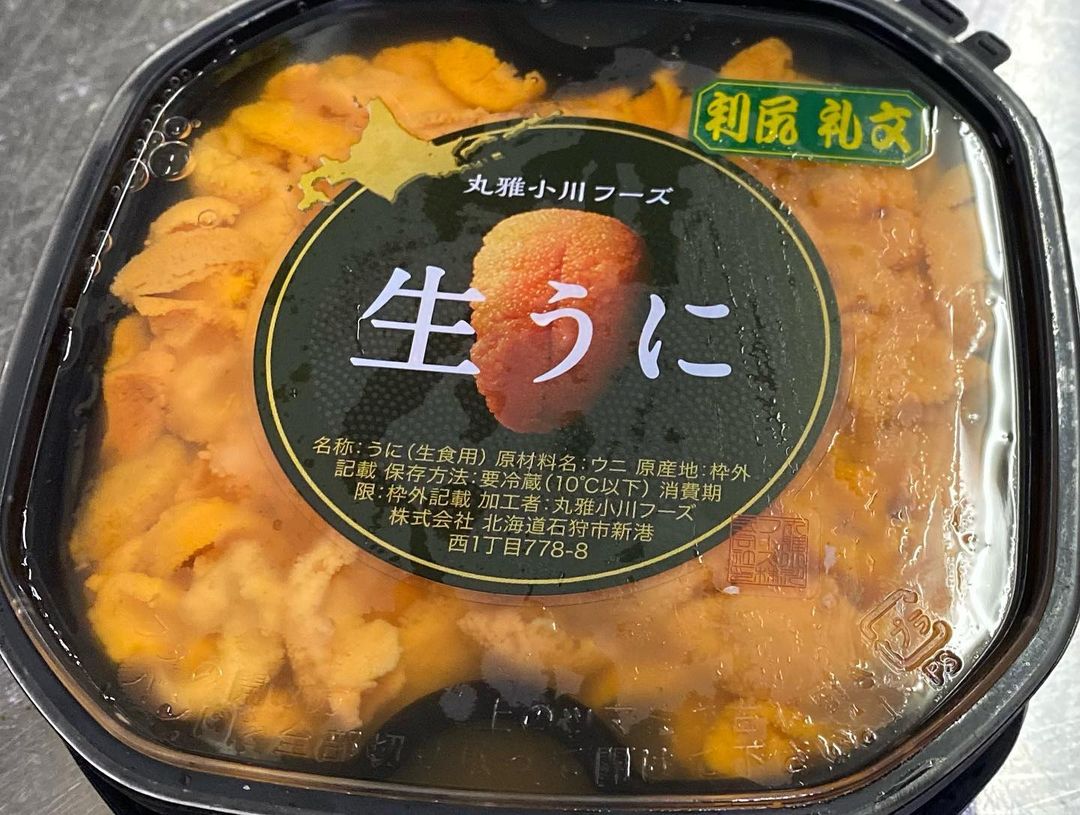 利尻 礼文
丸雅小川フーズ
生うに
名称:うに(生食用) 原材料名:ウニ 原産地:枠外
記載 保存方法:要冷蔵(10℃以下) 消費期
限:枠外記載 加工者:丸雅小川フーズ
株式会社 北海道石狩市新港
西1丁目778-8
プラ
PS